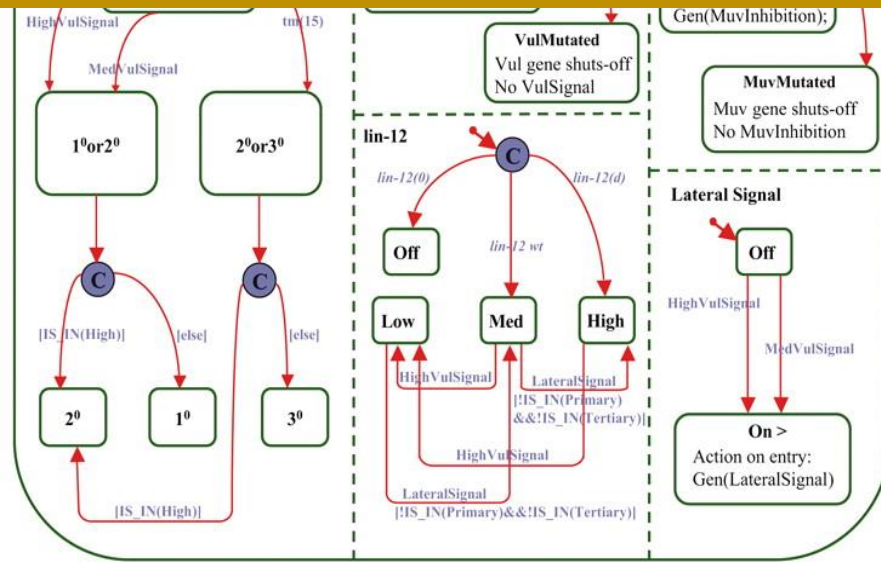 HighVulSignal
tm(15)
MedVulSignal
1⁰or2⁰
2⁰or3⁰
C
C
[IS_IN(High)]
[else]
[else]
2⁰
1⁰
3⁰
[IS_IN(High)]
VulMutated
Vul gene shuts-off
No VulSignal
lin-12
C
lin-12(0)
lin-12(d)
lin-12 wt
Off
Low
Med
High
HighVulSignal
LateralSignal
[!IS_IN(Primary)
&&!IS_IN(Tertiary)]
HighVulSignal
LateralSignal
[!IS_IN(Primary)&&!IS_IN(Tertiary)]
Gen(MuvInhibition);
MuvMutated
Muv gene shuts-off
No MuvInhibition
Lateral Signal
Off
HighVulSignal
MedVulSignal
On >
Action on entry:
Gen(LateralSignal)